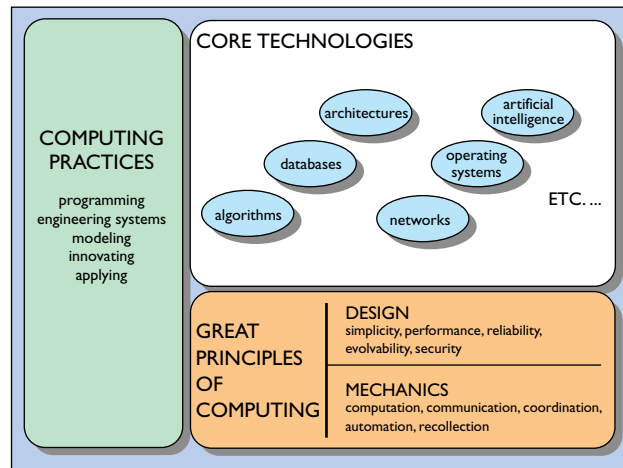 COMPUTING
PRACTICES
programming
engineering systems
modeling
innovating
applying
CORE TECHNOLOGIES
architectures
artificial
intelligence
databases
operating
systems
algorithms
networks
ETC. ...
GREAT
PRINCIPLES
OF
COMPUTING
DESIGN
simplicity, performance, reliability,
evolvability, security
MECHANICS
computation, communication, coordination,
automation, recollection